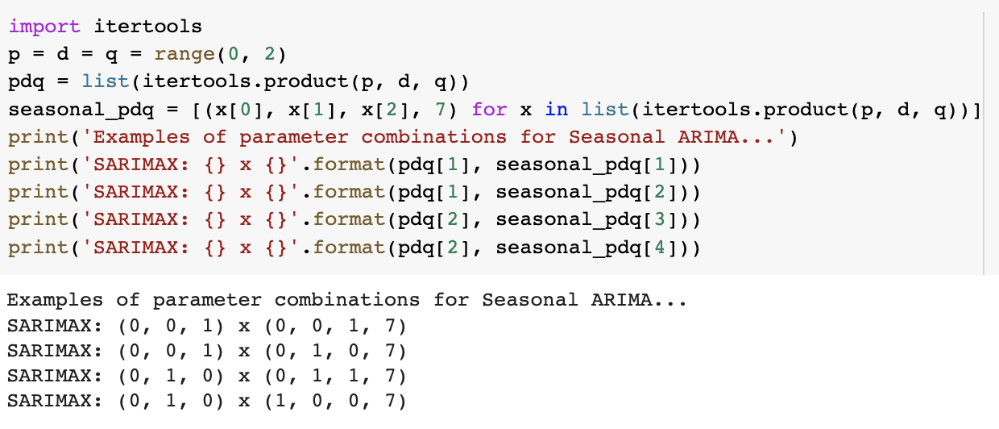 import itertools
p = d = q = range(0, 2)
pdq = list(itertools.product(p, d, q))
seasonal_pdq = [(x[0], x[1], x[2], 7) for x in list(itertools.product(p, d, q))]
print('Examples of parameter combinations for Seasonal ARIMA...')
print('SARIMAX: {} x {}'.format(pdq[1], seasonal_pdq[1]))
print('SARIMAX: {} x {}'.format(pdq[1], seasonal_pdq[2]))
print('SARIMAX: {} x {}'.format(pdq[2], seasonal_pdq[3]))
print('SARIMAX: {} x {}'.format(pdq[2], seasonal_pdq[4]))
Examples of parameter combinations for Seasonal ARIMA...
SARIMAX: (0, 0, 1) x (0, 0, 1, 7)
SARIMAX: (0, 0, 1) x (0, 1, 0, 7)
SARIMAX: (0, 1, 0) x (0, 1, 1, 7)
SARIMAX: (0, 1, 0) x (1, 0, 0, 7)